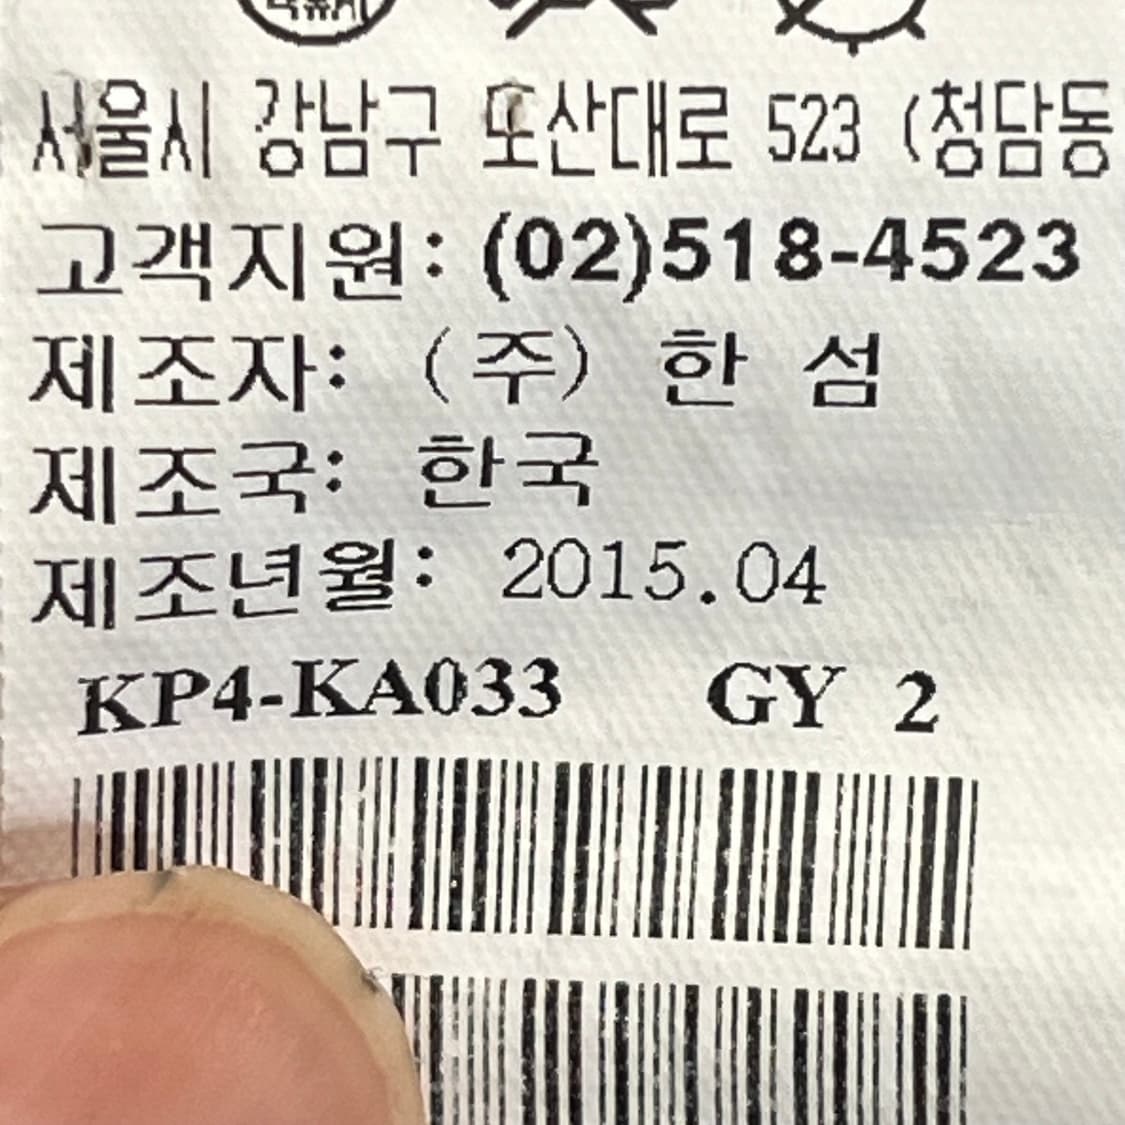 서울시 강남구 도산대로 523 (청담동
고객지원: (02)518-4523
제조자: (주) 한 섬
제조국: 한국
제조년월: 2015.04
KP4-KA033 GY 2